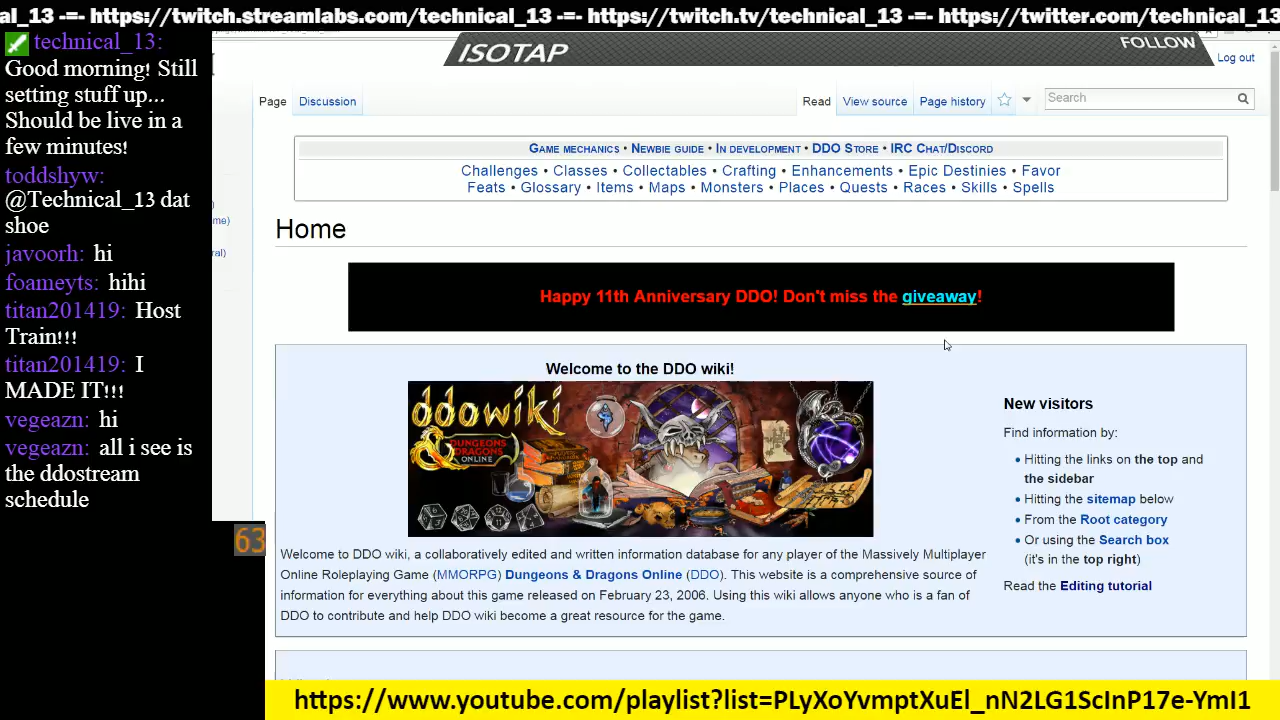 al_13 -=- https://twitch.streamlabs.com/technical_13 -=- https://twitch.tv/technical_13 -=- https://twitter.com/technical_13
technical_13:
Good morning! Still
setting stuff up...
Should be live in a
few minutes!
toddshyw:
@Technical_13 dat
shoe
javoorh: hi
foameyts: hihi
titan201419: Host
Train!!!
titan201419: I
MADE IT!!!
vegeazn: hi
vegeazn: all i see is
the ddostream
schedule
63
me)
ral)
ISOTAP
FOLLOW
Log out
Page Discussion Read View source Page history Search
Game mechanics • Newbie guide • In development • DDO Store • IRC Chat/Discord
Challenges • Classes • Collectables • Crafting • Enhancements • Epic Destinies • Favor
Feats • Glossary • Items • Maps • Monsters • Places • Quests • Races • Skills • Spells
Home
Happy 11th Anniversary DDO! Don't miss the giveaway!
Welcome to the DDO wiki!
ddowiki
DUNGEONS
& DRAGONS
ONLINE
Welcome to DDO wiki, a collaboratively edited and written information database for any player of the Massively Multiplayer
Online Roleplaying Game (MMORPG) Dungeons & Dragons Online (DDO). This website is a comprehensive source of
information for everything about this game released on February 23, 2006. Using this wiki allows anyone who is a fan of
DDO to contribute and help DDO wiki become a great resource for the game.
New visitors
Find information by:
• Hitting the links on the top and
the sidebar
• Hitting the sitemap below
• From the Root category
• Or using the Search box
(it's in the top right)
Read the Editing tutorial
https://www.youtube.com/playlist?list=PLyXoYvmptXuEl_nN2LG1ScInP17e-YmI1